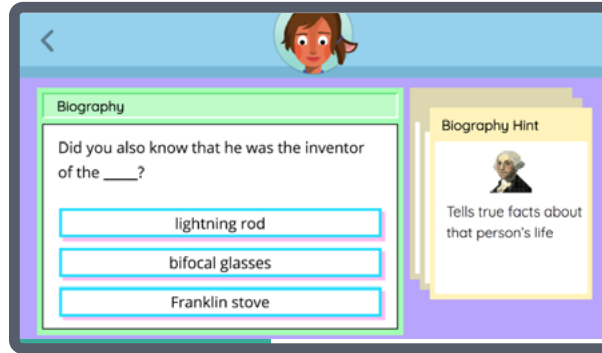 Biography
Did you also know that he was the inventor
of the ____?
lightning rod
bifocal glasses
Franklin stove
Biography Hint
Tells true facts about
that person's life